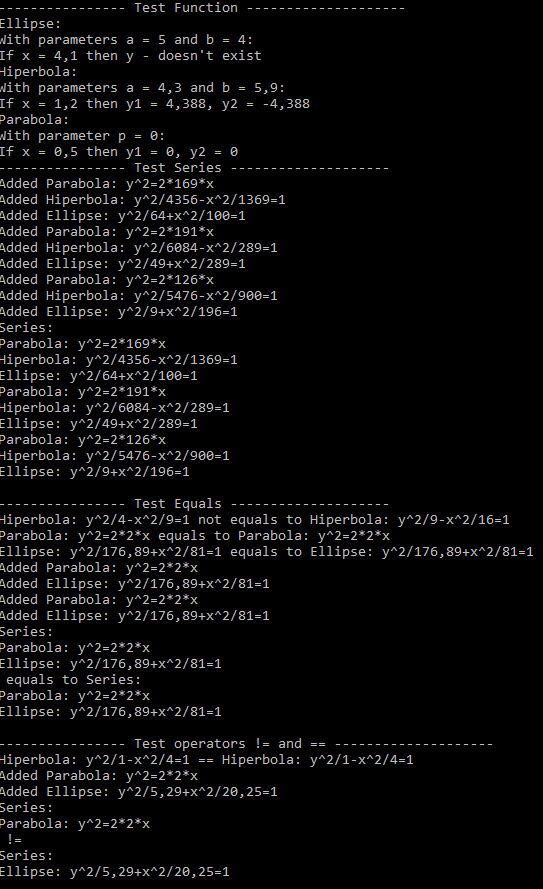 ---------------- Test Function --------------------
Ellipse:
With parameters a = 5 and b = 4:
If x = 4,1 then y - doesn't exist
Hiperbola:
With parameters a = 4,3 and b = 5,9:
If x = 1,2 then y1 = 4,388, y2 = -4,388
Parabola:
With parameter p = 0:
If x = 0,5 then y1 = 0, y2 = 0
---------------- Test Series --------------------
Added Parabola: y^2=2*169*x
Added Hiperbola: y^2/4356-x^2/1369=1
Added Ellipse: y^2/64+x^2/100=1
Added Parabola: y^2=2*191*x
Added Hiperbola: y^2/6084-x^2/289=1
Added Ellipse: y^2/49+x^2/289=1
Added Parabola: y^2=2*126*x
Added Hiperbola: y^2/5476-x^2/900=1
Added Ellipse: y^2/9+x^2/196=1
Series:
Parabola: y^2=2*169*x
Hiperbola: y^2/4356-x^2/1369=1
Ellipse: y^2/64+x^2/100=1
Parabola: y^2=2*191*x
Hiperbola: y^2/6084-x^2/289=1
Ellipse: y^2/49+x^2/289=1
Parabola: y^2=2*126*x
Hiperbola: y^2/5476-x^2/900=1
Ellipse: y^2/9+x^2/196=1
---------------- Test Equals --------------------
Hiperbola: y^2/4-x^2/9=1 not equals to Hiperbola: y^2/9-x^2/16=1
Parabola: y^2=2*2*x equals to Parabola: y^2=2*2*x
Ellipse: y^2/176,89+x^2/81=1 equals to Ellipse: y^2/176,89+x^2/81=1
Added Parabola: y^2=2*2*x
Added Ellipse: y^2/176,89+x^2/81=1
Added Parabola: y^2=2*2*x
Added Ellipse: y^2/176,89+x^2/81=1
Series:
Parabola: y^2=2*2*x
Ellipse: y^2/176,89+x^2/81=1
equals to Series:
Parabola: y^2=2*2*x
Ellipse: y^2/176,89+x^2/81=1
---------------- Test operators != and == --------------------
Hiperbola: y^2/1-x^2/4=1 == Hiperbola: y^2/1-x^2/4=1
Added Parabola: y^2=2*2*x
Added Ellipse: y^2/5,29+x^2/20,25=1
Series:
Parabola: y^2=2*2*x
!=
Series:
Ellipse: y^2/5,29+x^2/20,25=1